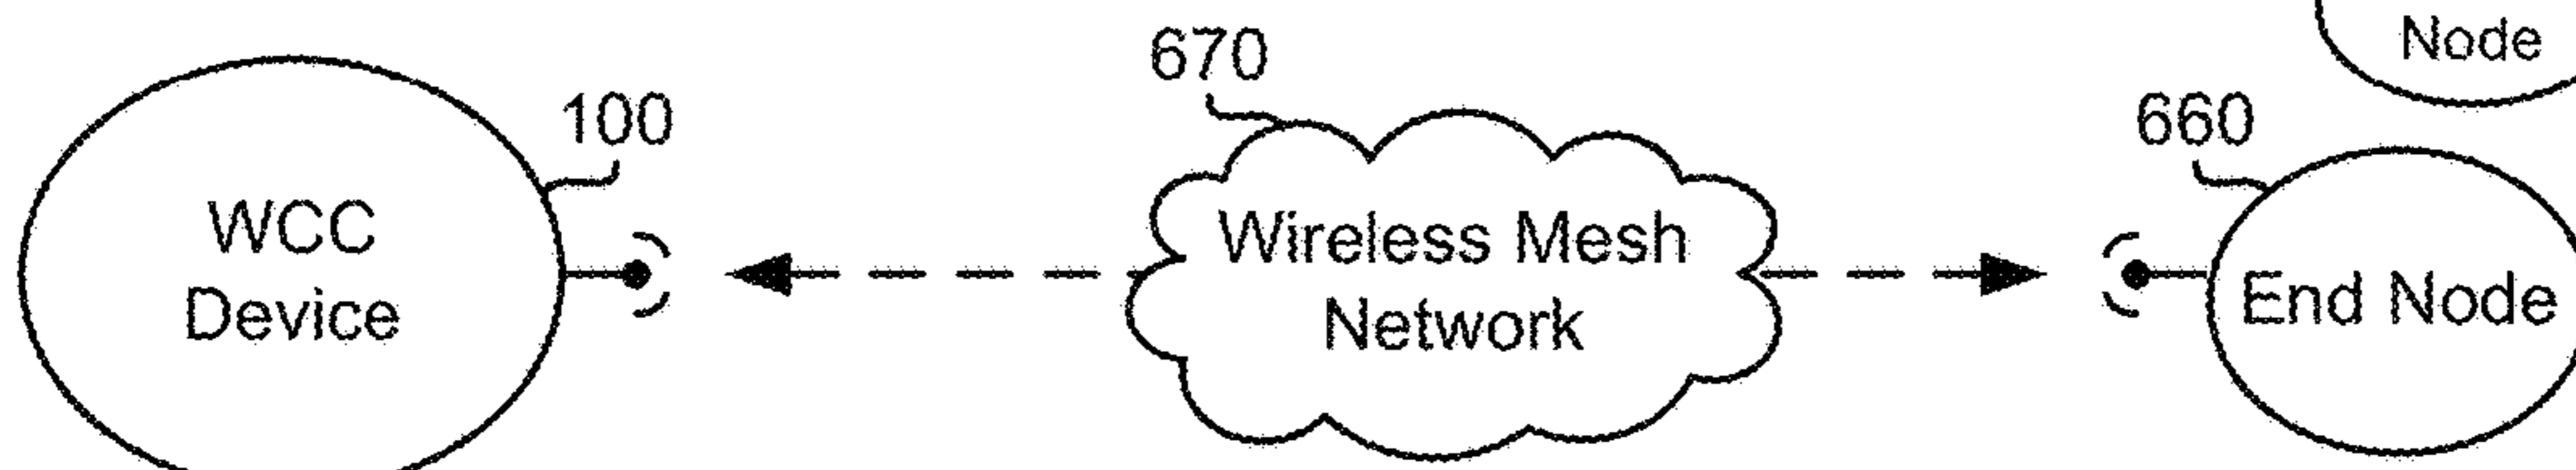 670
Node
100
660
WCC
Device
Wireless Mesh
Network
End Node